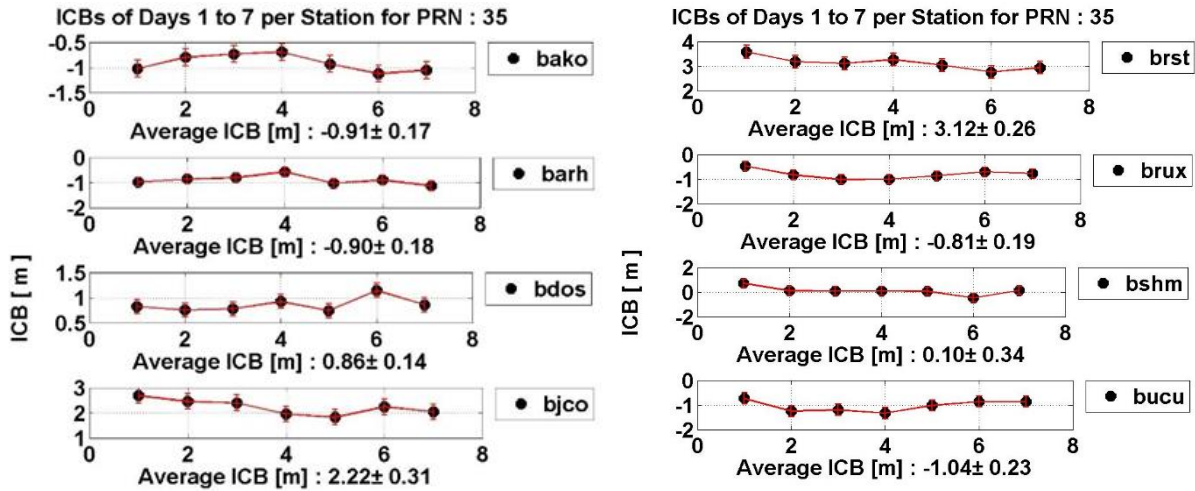 ICBs of Days 1 to 7 per Station for PRN : 35
-0.5
-1
-1.5
0 2 4 6 8
bako
Average ICB [m] : -0.91± 0.17
0
-1
-2
0 2 4 6 8
barh
Average ICB [m] : -0.90± 0.18
ICB [ m ]
1.5
1
0.5
0 2 4 6 8
bdos
Average ICB [m] : 0.86± 0.14
3
2
1
0 2 4 6 8
bjco
Average ICB [m] : 2.22± 0.31
ICBs of Days 1 to 7 per Station for PRN : 35
4
3
2
0 2 4 6 8
brst
Average ICB [m] : 3.12± 0.26
0
-1
-2
0 2 4 6 8
brux
Average ICB [m] : -0.81± 0.19
ICB [ m ]
2
0
-2
0 2 4 6 8
bshm
Average ICB [m] : 0.10± 0.34
0
-1
-2
0 2 4 6 8
bucu
Average ICB [m] : -1.04± 0.23